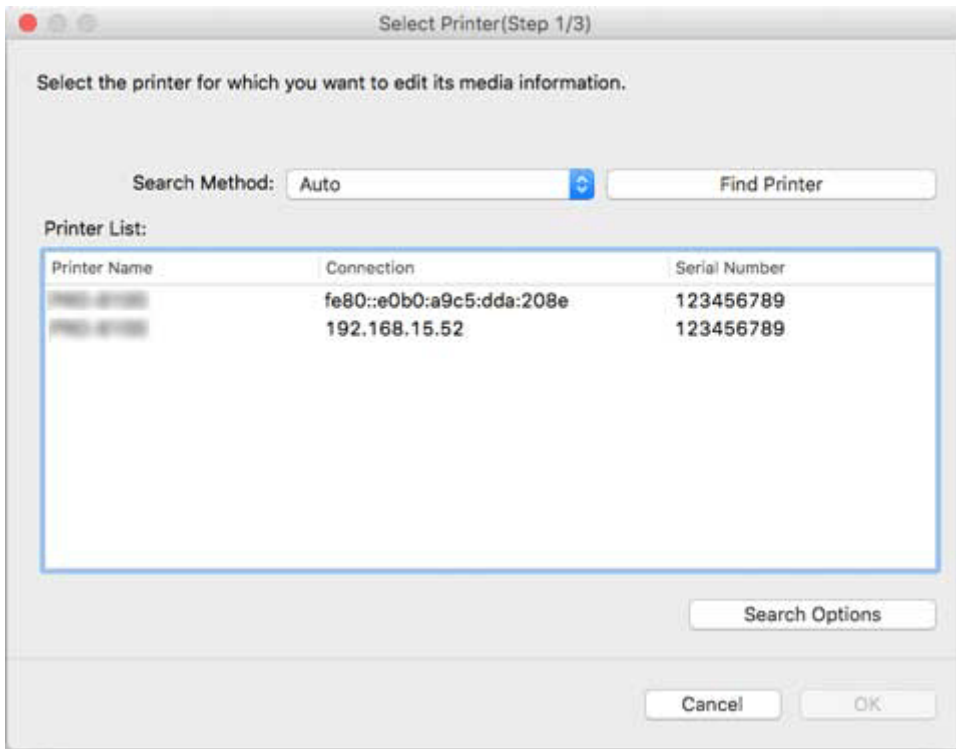 Select Printer(Step 1/3)
Select the printer for which you want to edit its media information.
Search Method: Auto Find Printer
Printer List:
Printer Name Connection Serial Number
fe80::e0b0:a9c5:dda:208e 123456789
192.168.15.52 123456789
Search Options
Cancel OK